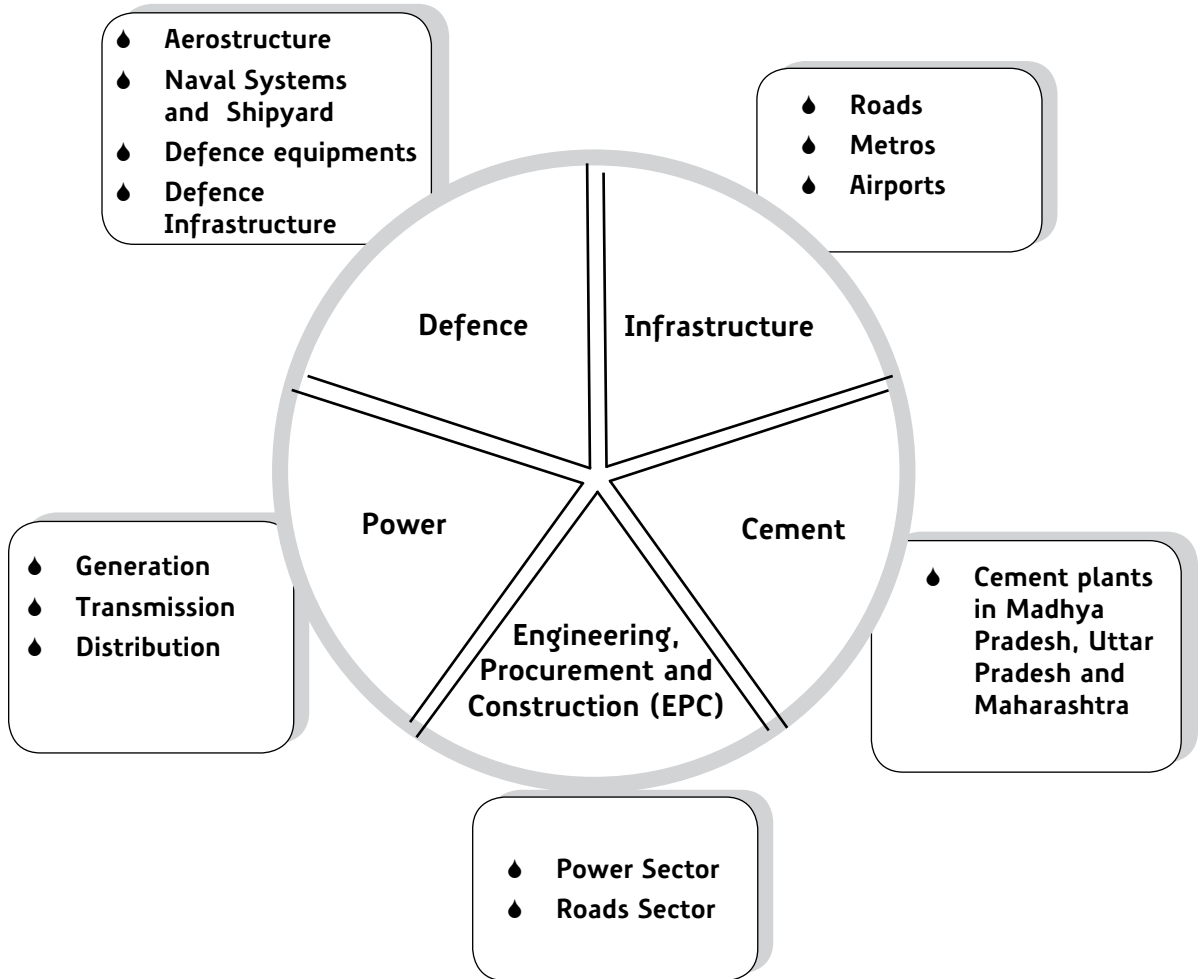 Aerostructure
Naval Systems
and Shipyard
Defence equipments
Defence
Infrastructure
Roads
Metros
Airports
Defence
Infrastructure
Power
Cement
Engineering,
Procurement and
Construction (EPC)
Generation
Transmission
Distribution
Cement plants
in Madhya
Pradesh, Uttar
Pradesh and
Maharashtra
Power Sector
Roads Sector